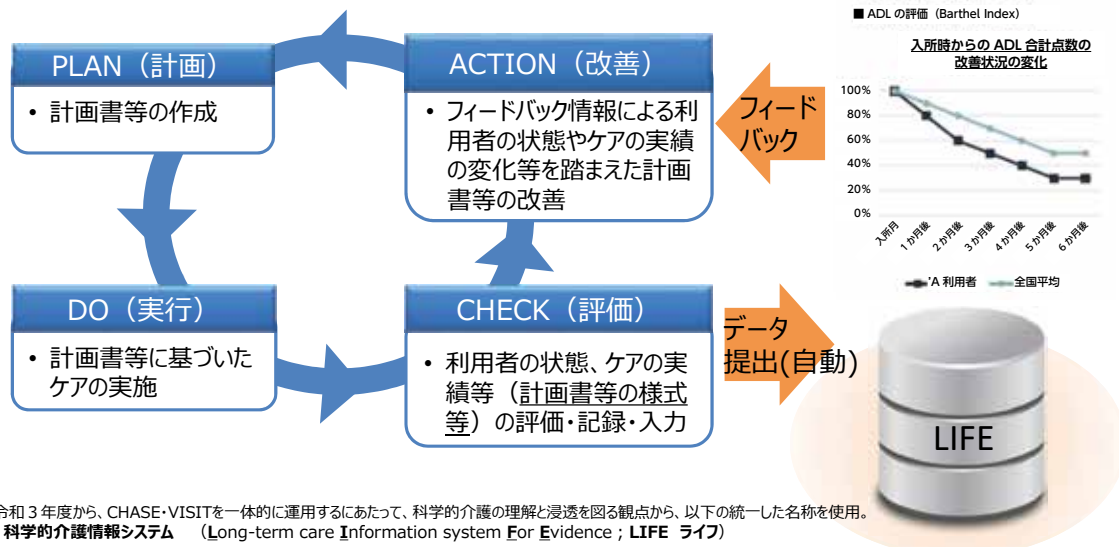 PLAN（計画）
• 計画書等の作成
ACTION（改善）
• フィードバック情報による利
用者の状態やケアの実績
の変化等を踏まえた計画
書等の改善
フィード
バック
■ ADL の評価（Barthel Index）
入所時からの ADL 合計点数の
改善状況の変化
100%
80%
60%
40%
20%
0%
入所月
1 か月後
2 か月後
3 か月後
4 か月後
5 か月後
6 か月後
'A 利用者
全国平均
DO（実行）
• 計画書等に基づいた
ケアの実施
CHECK（評価）
• 利用者の状態、ケアの実
績等（計画書等の様式
等）の評価・記録・入力
データ
提出(自動)
LIFE
令和３年度から、CHASE・VISITを一体的に運用するにあたって、科学的介護の理解と浸透を図る観点から、以下の統一した名称を使用。
科学的介護情報システム （Long-term care Information system For Evidence；LIFE ライフ）